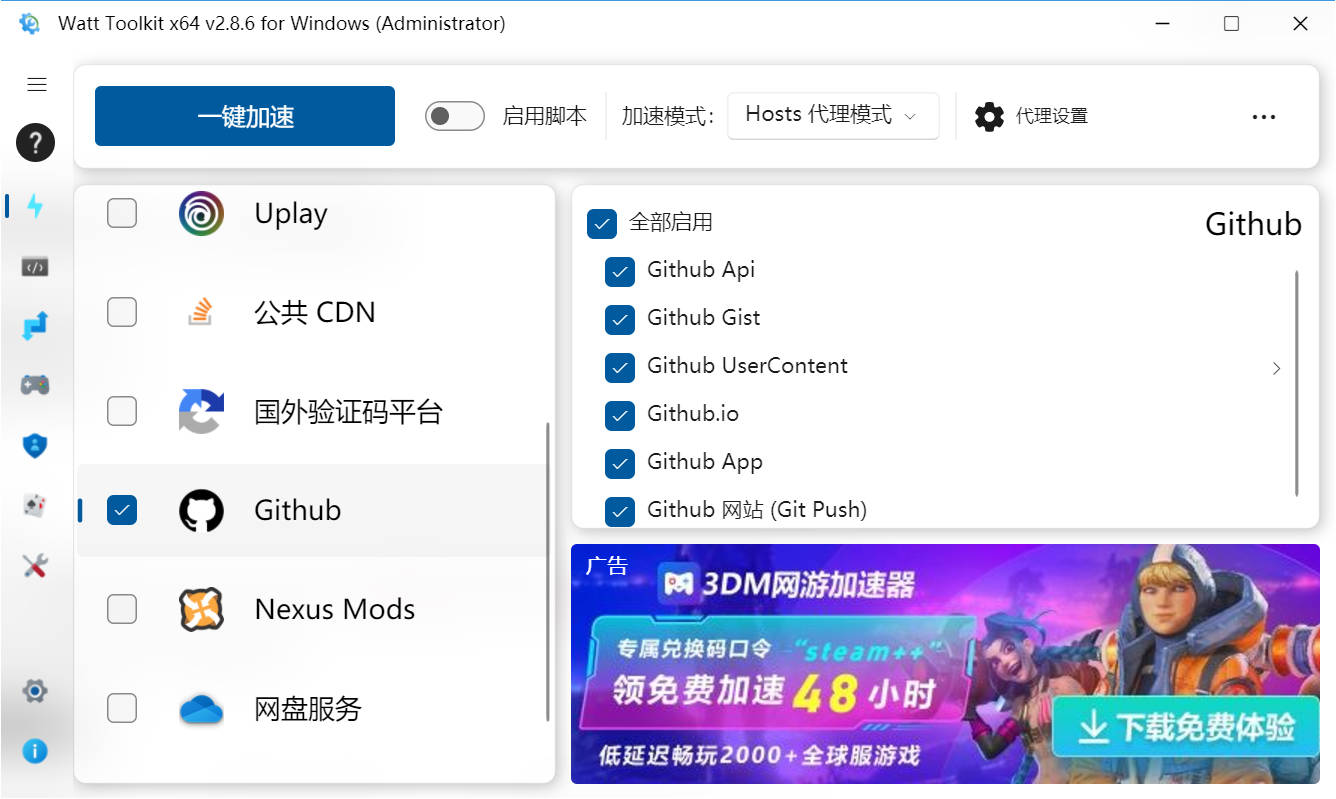 Watt Toolkit x64 v2.8.6 for Windows (Administrator)
一键加速
启用脚本
加速模式:
Hosts 代理模式
代理设置
Uplay
公共 CDN
国外验证码平台
Github
Nexus Mods
网盘服务
全部启用
Github
Github Api
Github Gist
Github UserContent
Github.io
Github App
Github 网站 (Git Push)
广告
3DM网游加速器
专属兑换码口令 “steam++”
领免费加速48小时
低延迟畅玩2000+全球服游戏
下载免费体验